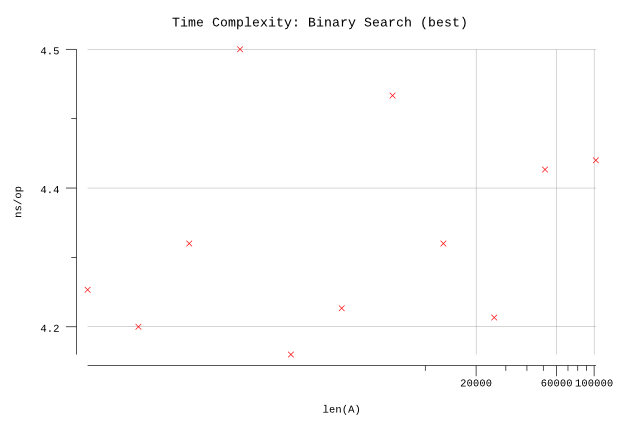 Time Complexity: Binary Search (best)
4.5
4.4
4.2
ns/op
20000
60000
100000
len(A)